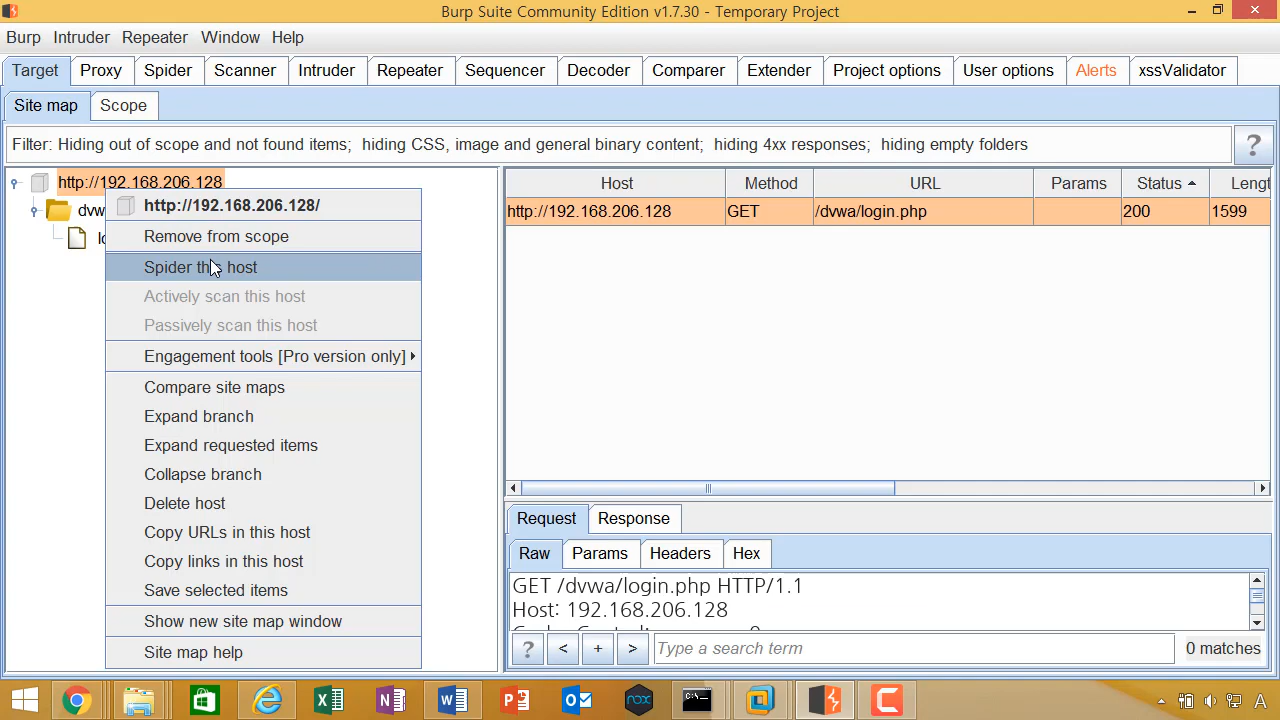 Burp Suite Community Edition v1.7.30 - Temporary Project
Burp Intruder Repeater Window Help
Target Proxy Spider Scanner Intruder Repeater Sequencer Decoder Comparer Extender Project options User options Alerts xssValidator
Site map Scope
Filter: Hiding out of scope and not found items; hiding CSS, image and general binary content; hiding 4xx responses; hiding empty folders ?
http://192.168.206.128
dvw
http://192.168.206.128/
Remove from scope
Spider this host
Actively scan this host
Passively scan this host
Engagement tools [Pro version only]
Compare site maps
Expand branch
Expand requested items
Collapse branch
Delete host
Copy URLs in this host
Copy links in this host
Save selected items
Show new site map window
Site map help
Host Method URL Params Status Lengt
http://192.168.206.128 GET /dvwa/login.php 200 1599
Request Response
Raw Params Headers Hex
GET /dvwa/login.php HTTP/1.1
Host: 192.168.206.128
? < + > Type a search term 0 matches
nox
A